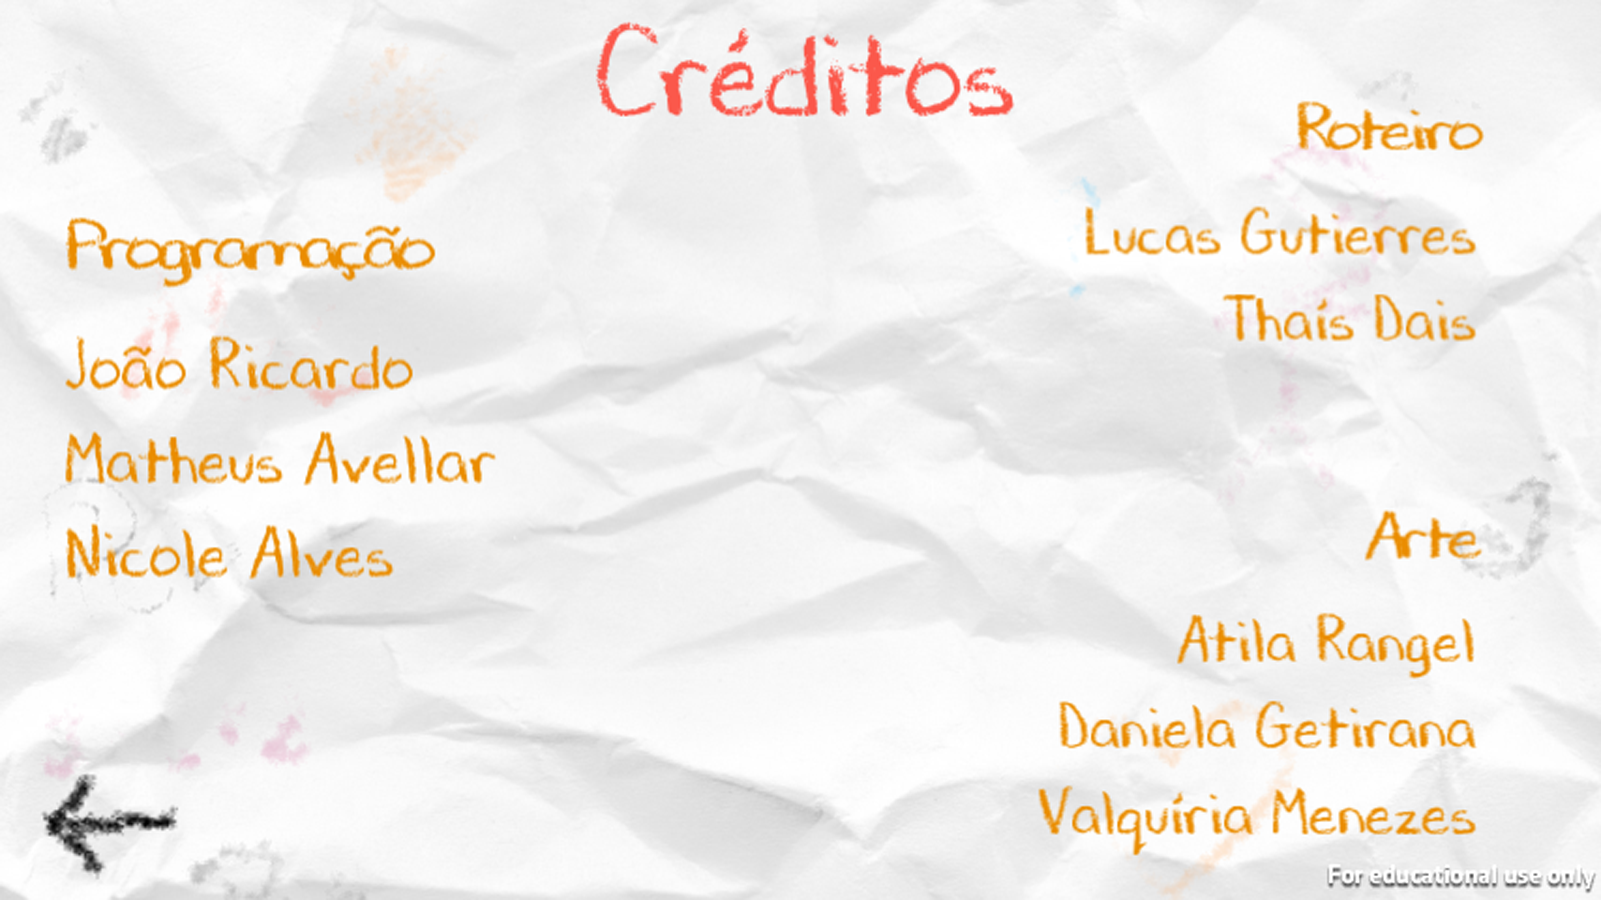 Créditos
Programação
João Ricardo
Matheus Avellar
Nicole Alves
Roteiro
Lucas Gutierres
Thaís Dais
Arte
Atila Rangel
Daniela Getirana
Valquíria Menezes
For educational use only